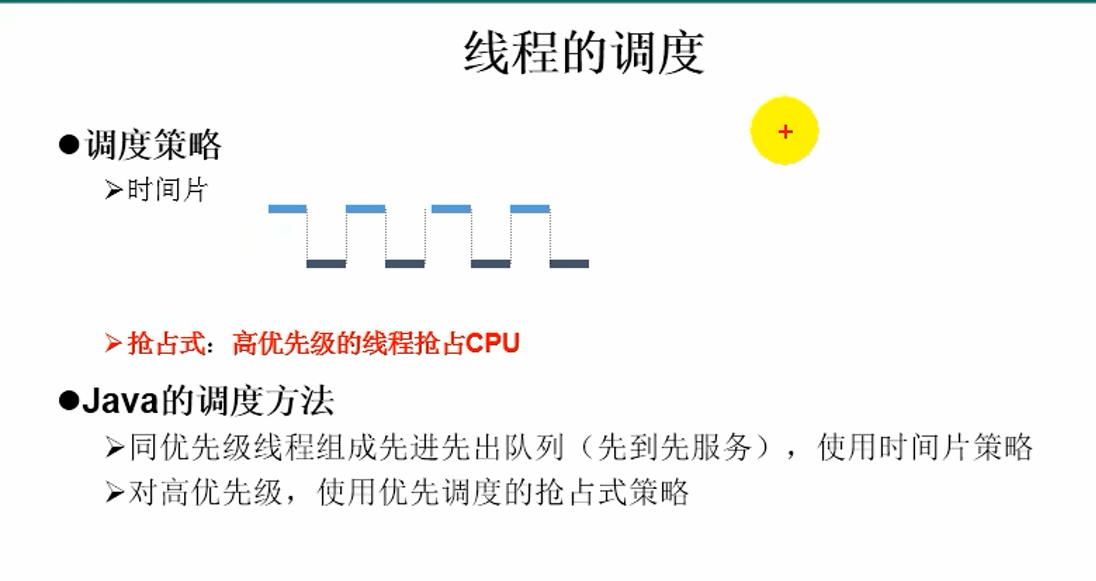 线程的调度
●调度策略
➢时间片
➢抢占式：高优先级的线程抢占CPU
●Java的调度方法
➢同优先级线程组成先进先出队列（先到先服务），使用时间片策略
➢对高优先级，使用优先调度的抢占式策略